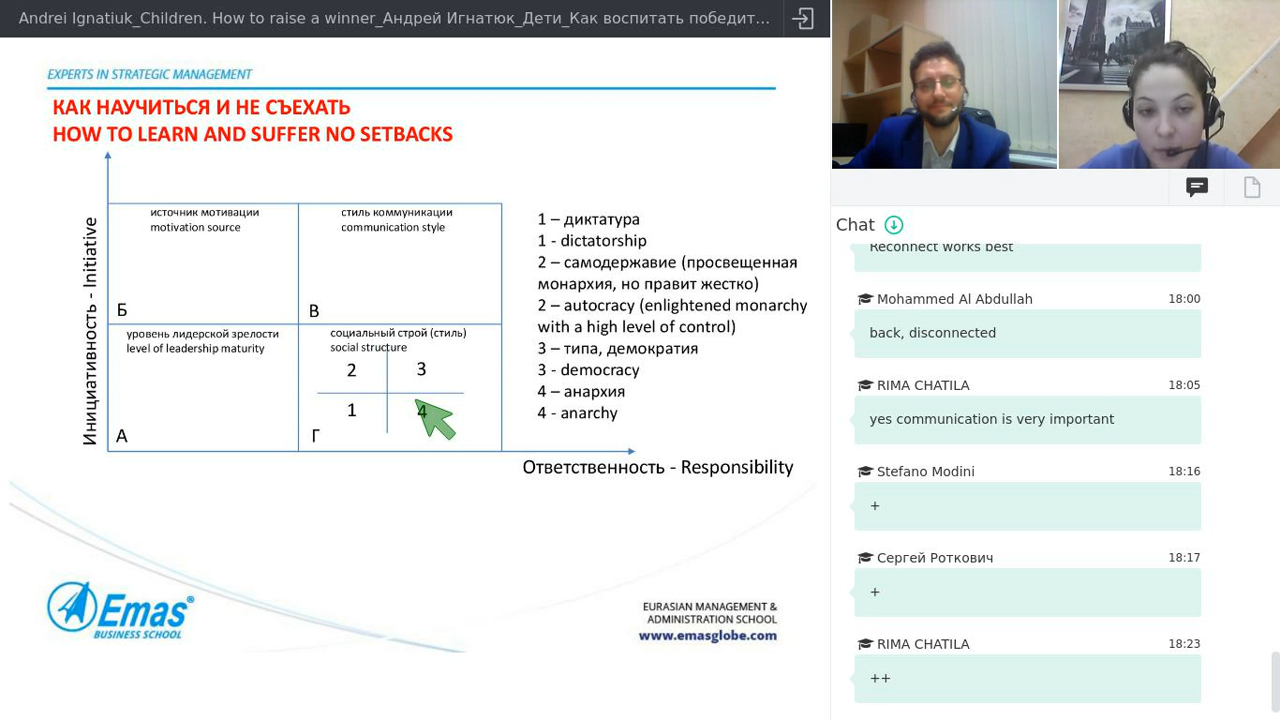 Andrei Ignatiuk_Children. How to raise a winner_Андрей Игнатюк_Дети_Как воспитать победит...
EXPERTS IN STRATEGIC MANAGEMENT
КАК НАУЧИТЬСЯ И НЕ СЪЕХАТЬ
HOW TO LEARN AND SUFFER NO SETBACKS
Инициативность - Initiative
источник мотивации
motivation source
Б
стиль коммуникации
communication style
В
уровень лидерской зрелости
level of leadership maturity
А
социальный строй (стиль)
social structure
2 3
1 4
Г
Ответственность - Responsibility
1 – диктатура
1 - dictatorship
2 – самодержавие (просвещенная
монархия, но правит жестко)
2 – autocracy (enlightened monarchy
with a high level of control)
3 – типа, демократия
3 - democracy
4 – анархия
4 - anarchy
Emas®
BUSINESS SCHOOL
EURASIAN MANAGEMENT &
ADMINISTRATION SCHOOL
www.emasglobe.com
Chat
Reconnect works best
Mohammed Al Abdullah 18:00
back, disconnected
RIMA CHATILA 18:05
yes communication is very important
Stefano Modini 18:16
+
Сергей Роткович 18:17
+
RIMA CHATILA 18:23
++